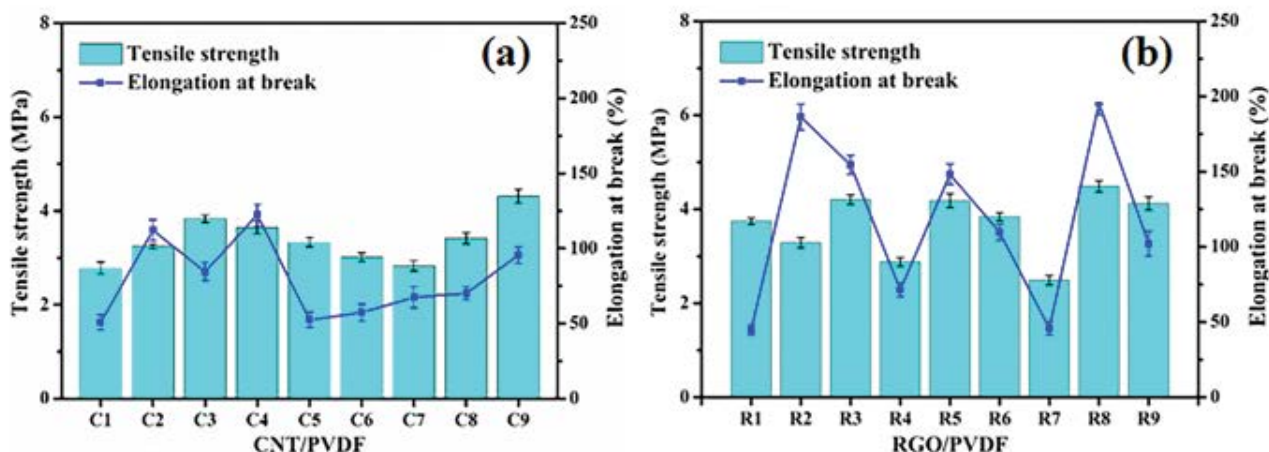 (a)
Tensile strength
Elongation at break
Tensile strength (MPa)
8
6
4
2
0
Elongation at break (%)
250
200
150
100
50
0
C1 C2 C3 C4 C5 C6 C7 C8 C9
CNT/PVDF
(b)
Tensile strength
Elongation at break
Tensile strength (MPa)
8
6
4
2
0
Elongation at break (%)
250
200
150
100
50
0
R1 R2 R3 R4 R5 R6 R7 R8 R9
RGO/PVDF